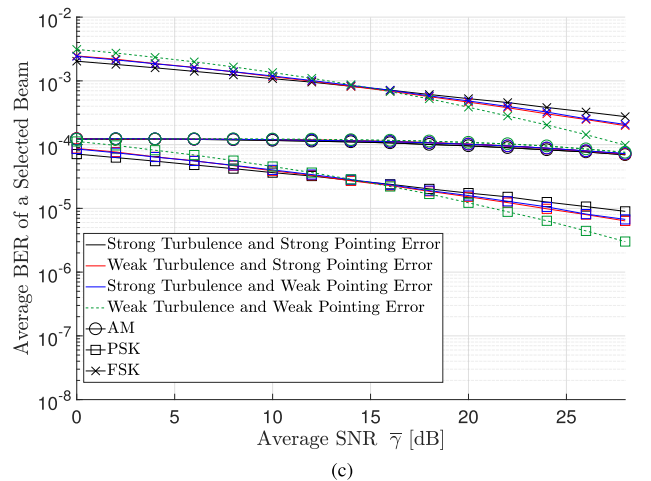 10^-2
10^-3
10^-4
10^-5
10^-6
10^-7
10^-8
Average BER of a Selected Beam
Strong Turbulence and Strong Pointing Error
Weak Turbulence and Strong Pointing Error
Strong Turbulence and Weak Pointing Error
Weak Turbulence and Weak Pointing Error
AM
PSK
FSK
0 5 10 15 20 25
Average SNR γ̅ [dB]
(c)